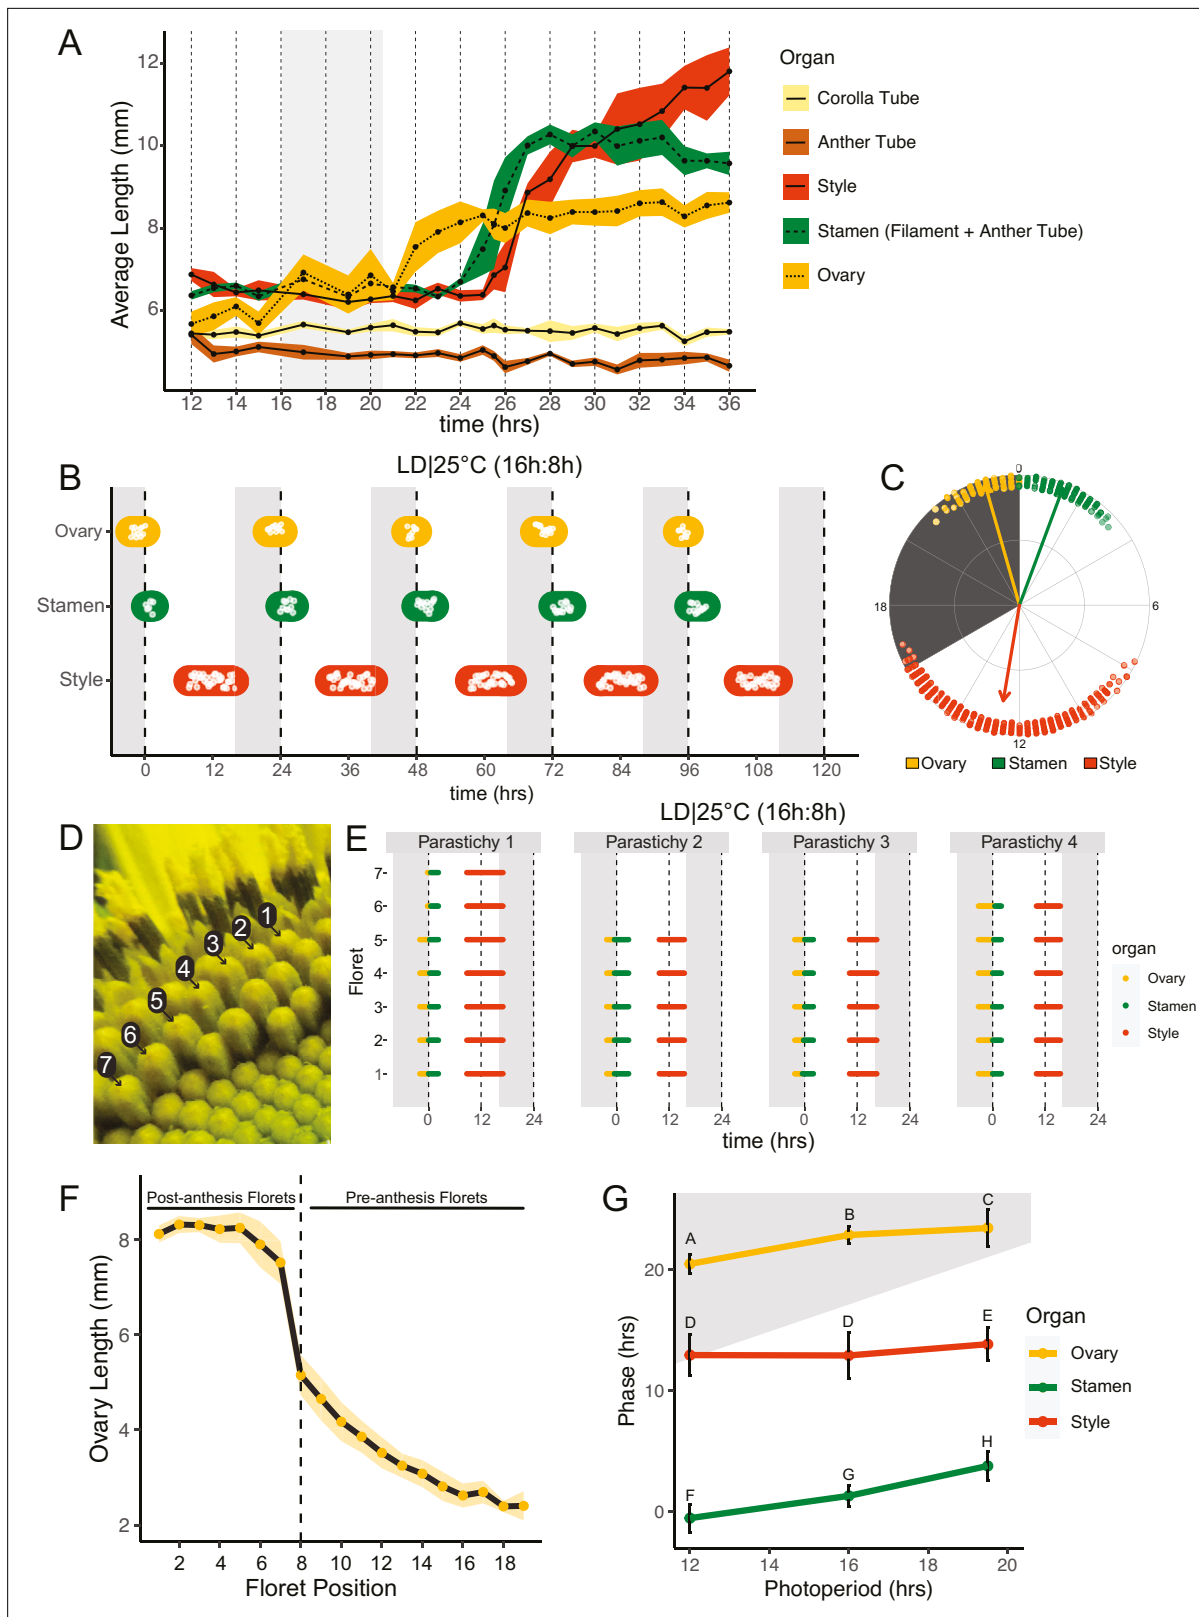 A
12
10
8
6
Average Length (mm)
12 14 16 18 20 22 24 26 28 30 32 34 36
time (hrs)
Organ
Corolla Tube
Anther Tube
Style
Stamen (Filament + Anther Tube)
Ovary
B
LD|25°C (16h:8h)
Ovary
Stamen
Style
0 12 24 36 48 60 72 84 96 108 120
time (hrs)
C
0
6
12
18
Ovary Stamen Style
D
1
2
3
4
5
6
7
E
LD|25°C (16h:8h)
Parastichy 1 Parastichy 2 Parastichy 3 Parastichy 4
7
6
5
4
3
2
1
Floret
0 12 24 0 12 24 0 12 24 0 12 24
time (hrs)
organ
Ovary
Stamen
Style
F
Post-anthesis Florets Pre-anthesis Florets
8
6
4
2
Ovary Length (mm)
2 4 6 8 10 12 14 16 18
Floret Position
G
A B C
D D E
F G H
20
10
0
Phase (hrs)
12 14 16 18 20
Photoperiod (hrs)
Organ
Ovary
Stamen
Style